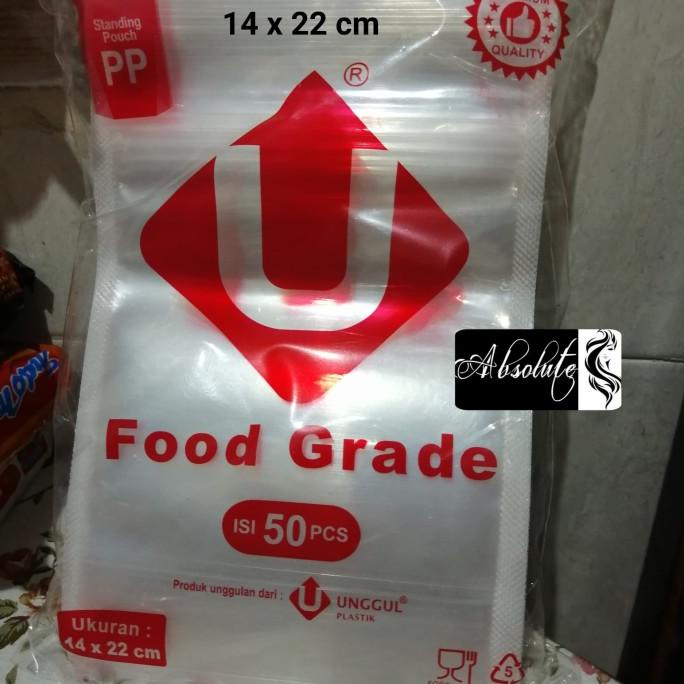 14 x 22 cm
Standing
Pouch
PP
QUALITY
®
U
Absolute
Food Grade
ISI 50 PCS
Produk unggulan dari :
U UNGGUL®
PLASTIK
Ukuran :
14 x 22 cm
5